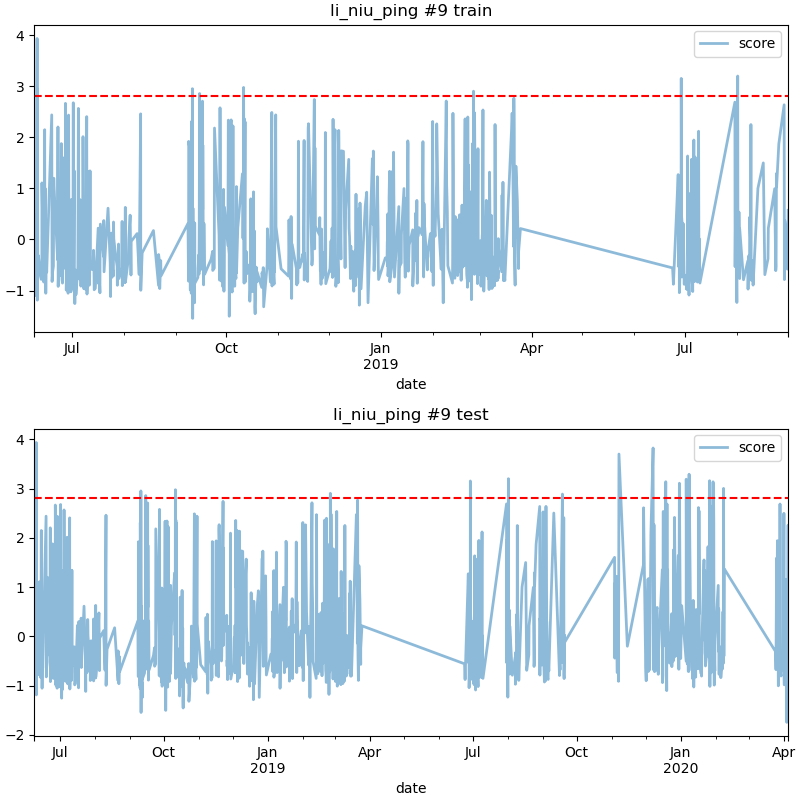 li_niu_ping #9 train
score
4
3
2
1
0
−1
Jul Oct Jan Apr Jul
2019
date
li_niu_ping #9 test
score
4
3
2
1
0
−1
−2
Jul Oct Jan Apr Jul Oct Jan Apr
2019 2020
date